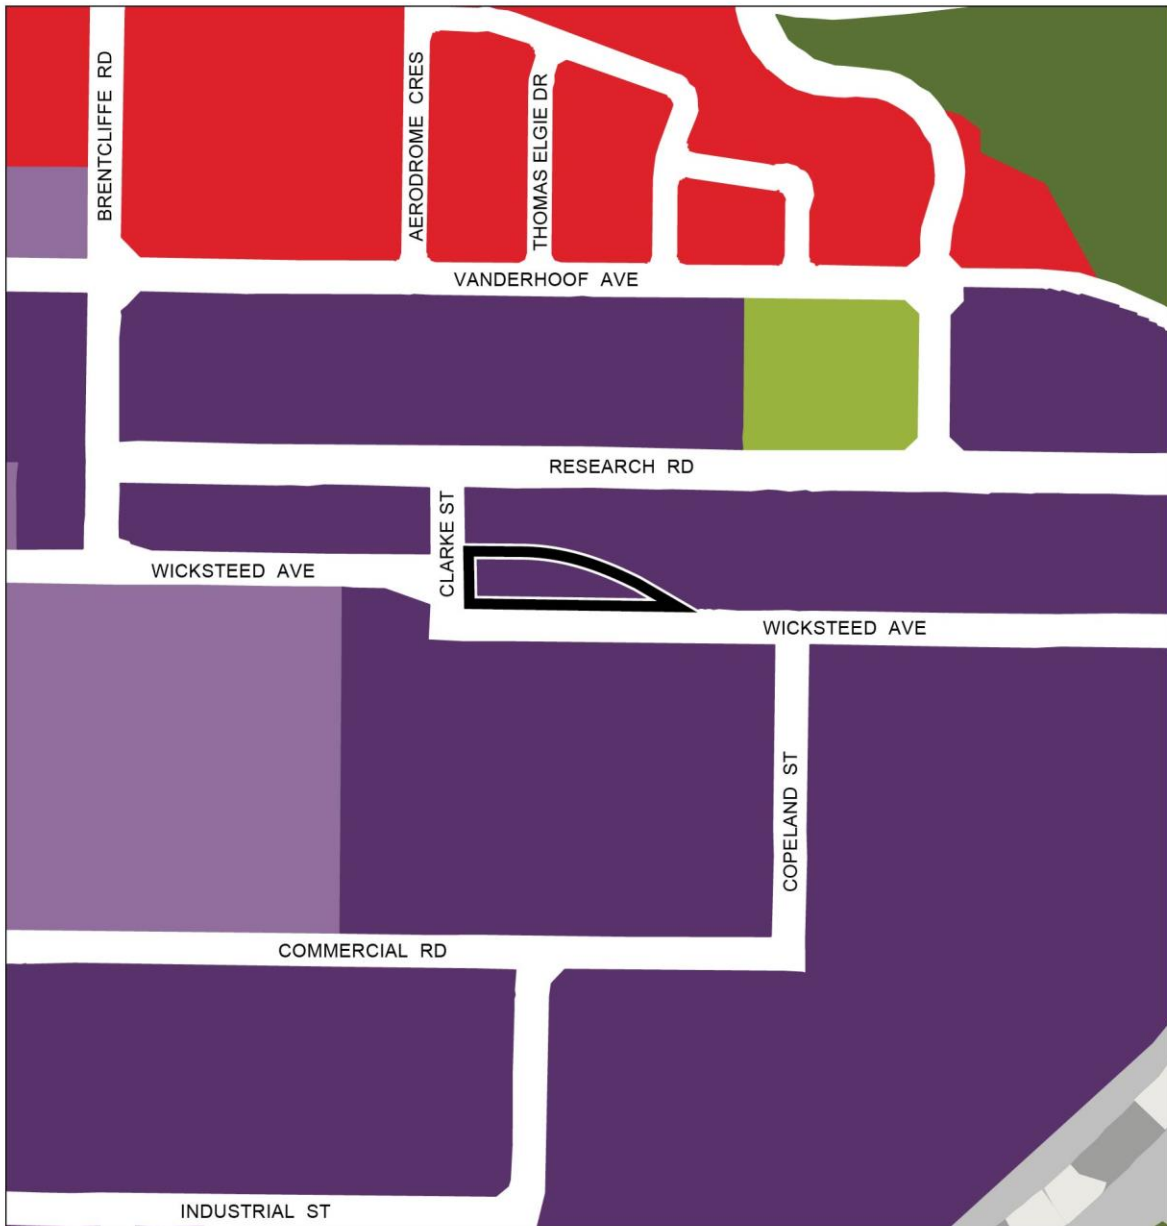 BRENTCLIFFE RD
AERODROME CRES
THOMAS ELGIE DR
VANDERHOOF AVE
RESEARCH RD
CLARKE ST
WICKSTEED AVE
WICKSTEED AVE
COPELAND ST
COMMERCIAL RD
INDUSTRIAL ST